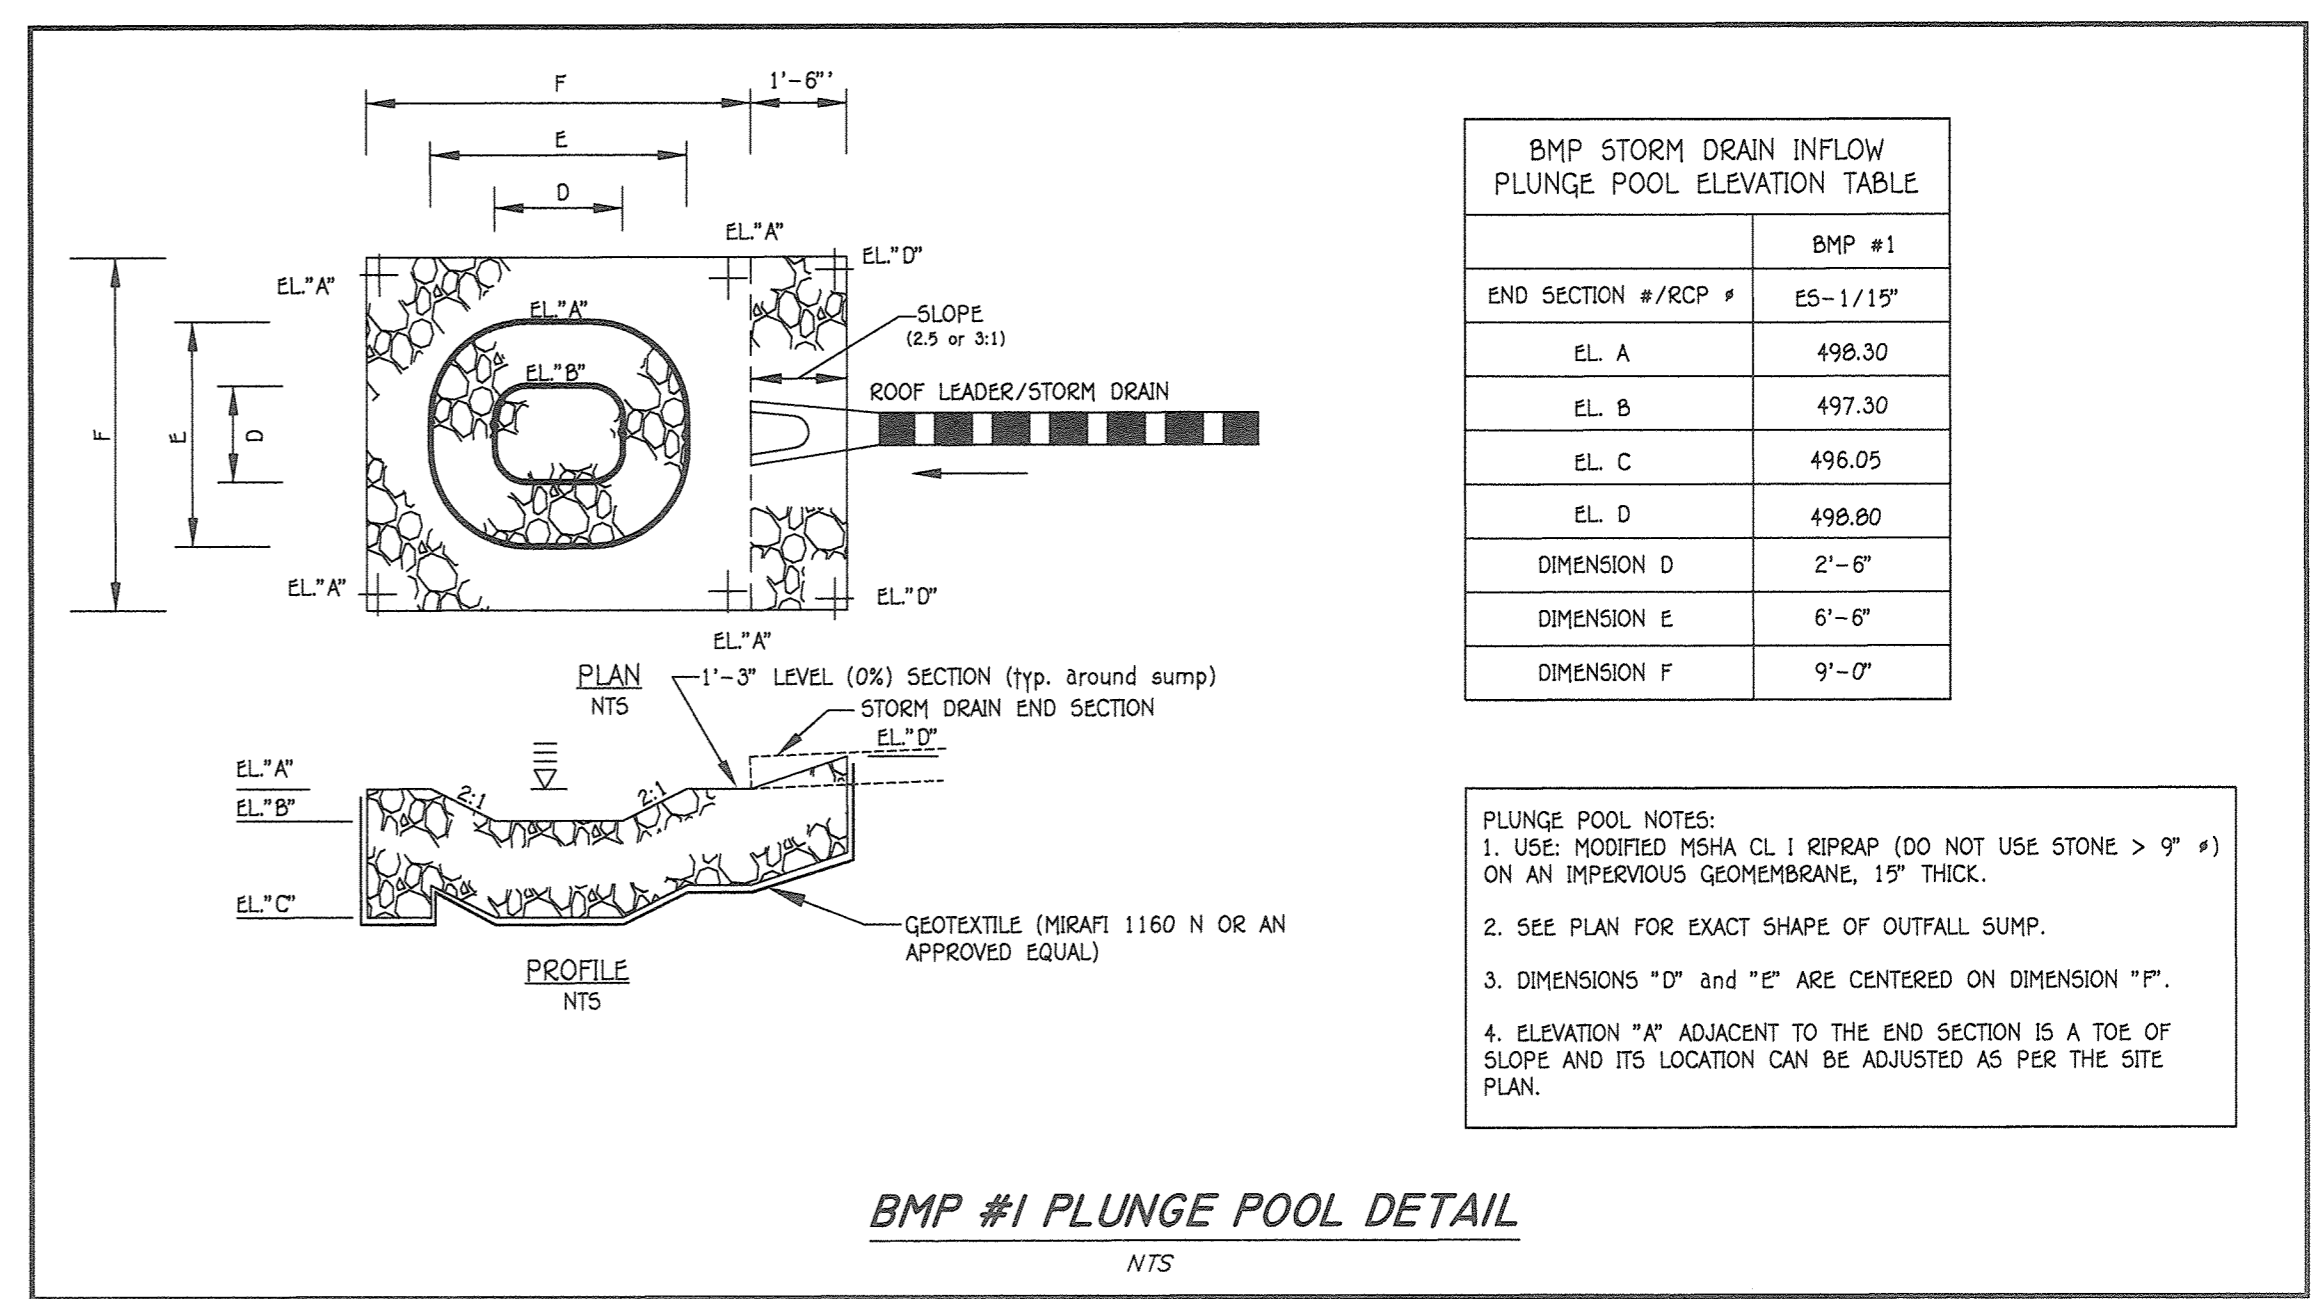 F
1'-6"'
E
D
EL."A"
EL."D"
EL."A"
EL."A"
SLOPE
(2.5 or 3:1)
EL."B"
ROOF LEADER/STORM DRAIN
F
E
D
EL."A"
EL."D"
EL."A"
PLAN
NTS
1'-3" LEVEL (0%) SECTION (typ. around sump)
STORM DRAIN END SECTION
EL."D"
EL."A"
2:1
2:1
EL."B"
EL."C"
GEOTEXTILE (MIRAFI 1160 N OR AN
APPROVED EQUAL)
PROFILE
NTS
BMP STORM DRAIN INFLOW
PLUNGE POOL ELEVATION TABLE
BMP #1
END SECTION #/RCP ø ES-1/15"
EL. A 498.30
EL. B 497.30
EL. C 496.05
EL. D 498.80
DIMENSION D 2'-6"
DIMENSION E 6'-6"
DIMENSION F 9'-0"
PLUNGE POOL NOTES:
1. USE: MODIFIED MSHA CL I RIPRAP (DO NOT USE STONE > 9" ø)
ON AN IMPERVIOUS GEOMEMBRANE, 15" THICK.
2. SEE PLAN FOR EXACT SHAPE OF OUTFALL SUMP.
3. DIMENSIONS "D" and "E" ARE CENTERED ON DIMENSION "F".
4. ELEVATION "A" ADJACENT TO THE END SECTION IS A TOE OF
SLOPE AND ITS LOCATION CAN BE ADJUSTED AS PER THE SITE
PLAN.
BMP #1 PLUNGE POOL DETAIL
NTS